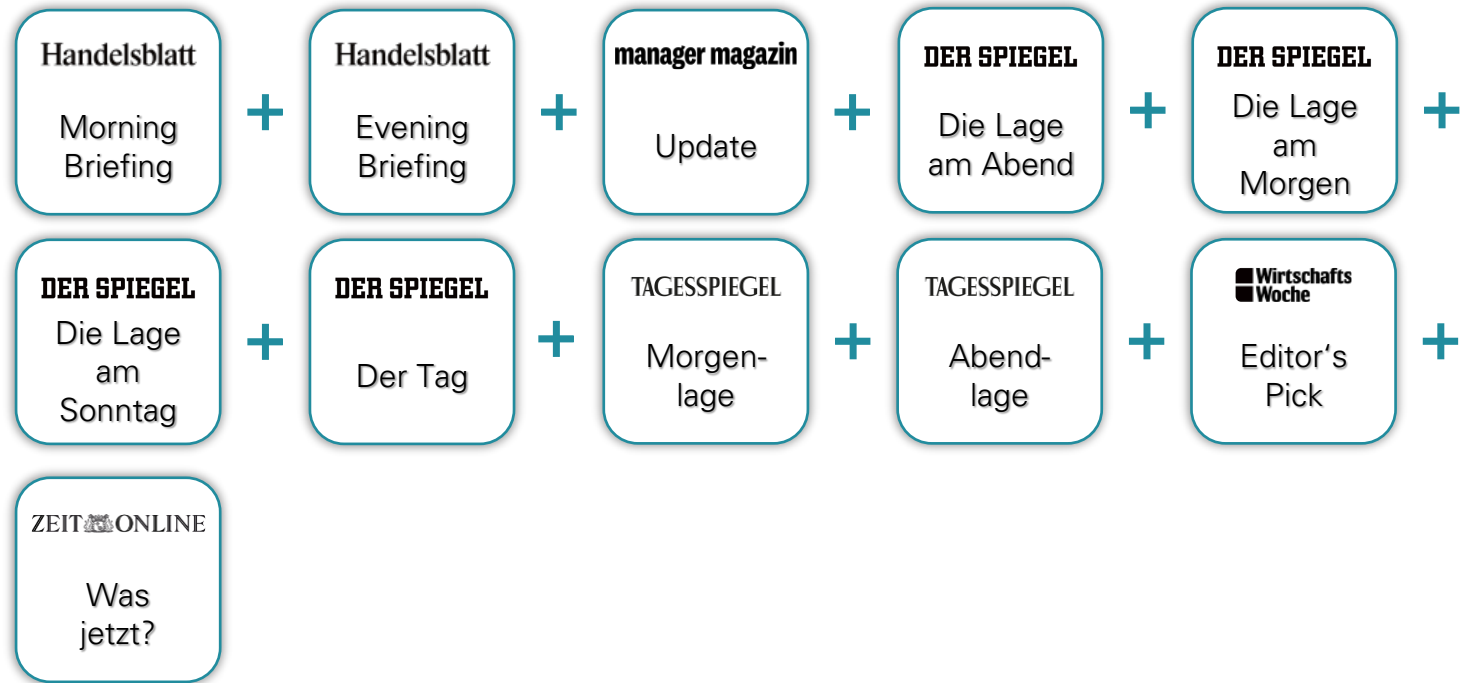 Handelsblatt
Morning
Briefing
+
Handelsblatt
Evening
Briefing
+
manager magazin
Update
+
DER SPIEGEL
Die Lage
am Abend
+
DER SPIEGEL
Die Lage
am
Morgen
+
DER SPIEGEL
Die Lage
am
Sonntag
+
DER SPIEGEL
Der Tag
+
TAGESSPIEGEL
Morgen-
lage
+
TAGESSPIEGEL
Abend-
lage
+
Wirtschafts
Woche
Editor‘s
Pick
+
ZEIT ONLINE
Was
jetzt?